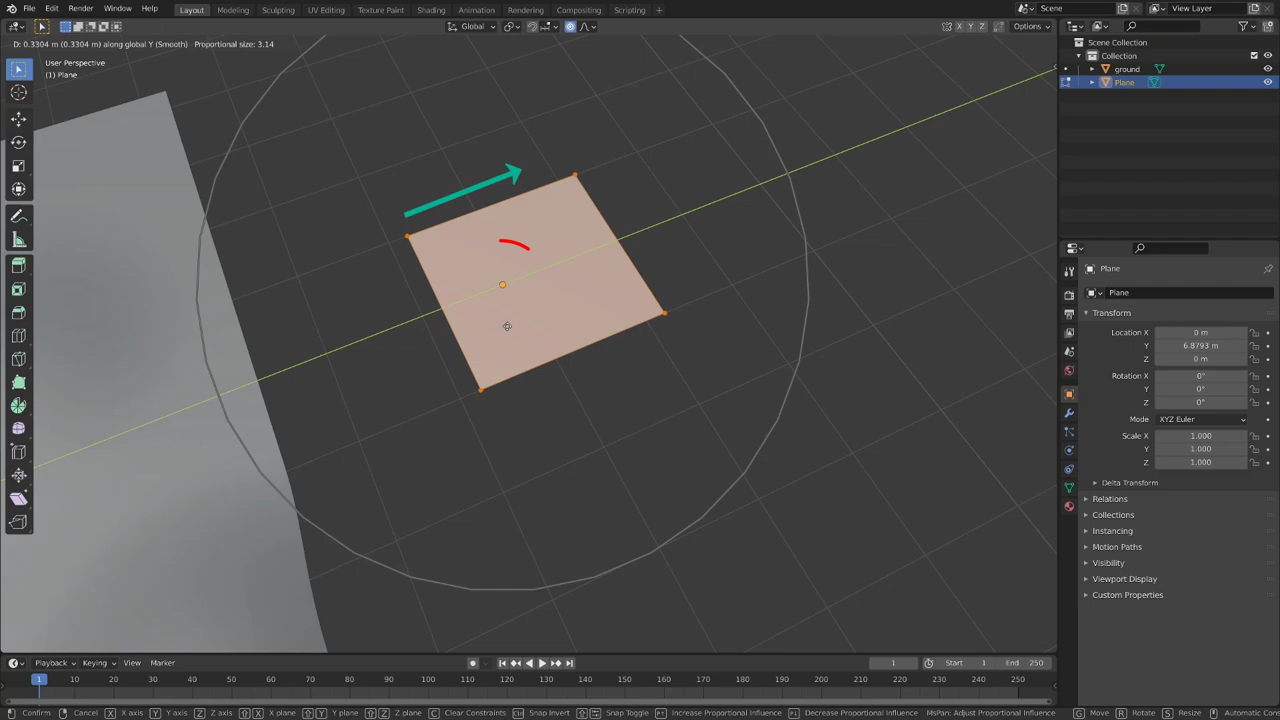 File Edit Render Window Help Layout Modeling Sculpting UV Editing Texture Paint Shading Animation Rendering Compositing Scripting + Scene View Layer
Global Options
X Y Z
D: 0.3304 m (0.3304 m) along global Y (Smooth) Proportional size: 3.14
User Perspective
(1) Plane
Scene Collection
Collection
ground
Plane
Plane
Plane
Transform
Location X 0 m
Y 6.8793 m
Z 0 m
Rotation X 0°
Y 0°
Z 0°
Mode XYZ Euler
Scale X 1.000
Y 1.000
Z 1.000
Delta Transform
Relations
Collections
Instancing
Motion Paths
Visibility
Viewport Display
Custom Properties
Playback Keying View Marker 1 Start 1 End 250
1 10 20 30 40 50 60 70 80 90 100 110 120 130 140 150 160 170 180 190 200 210 220 230 240 250
Confirm Cancel X X axis Y Y axis Z Z axis X X plane Y Y plane Z Z plane C Clear Constraints Snap Invert Snap Toggle Increase Proportional Influence Decrease Proportional Influence MsPan: Adjust Proportional Influence G Move R Rotate S Resize Automatic Con